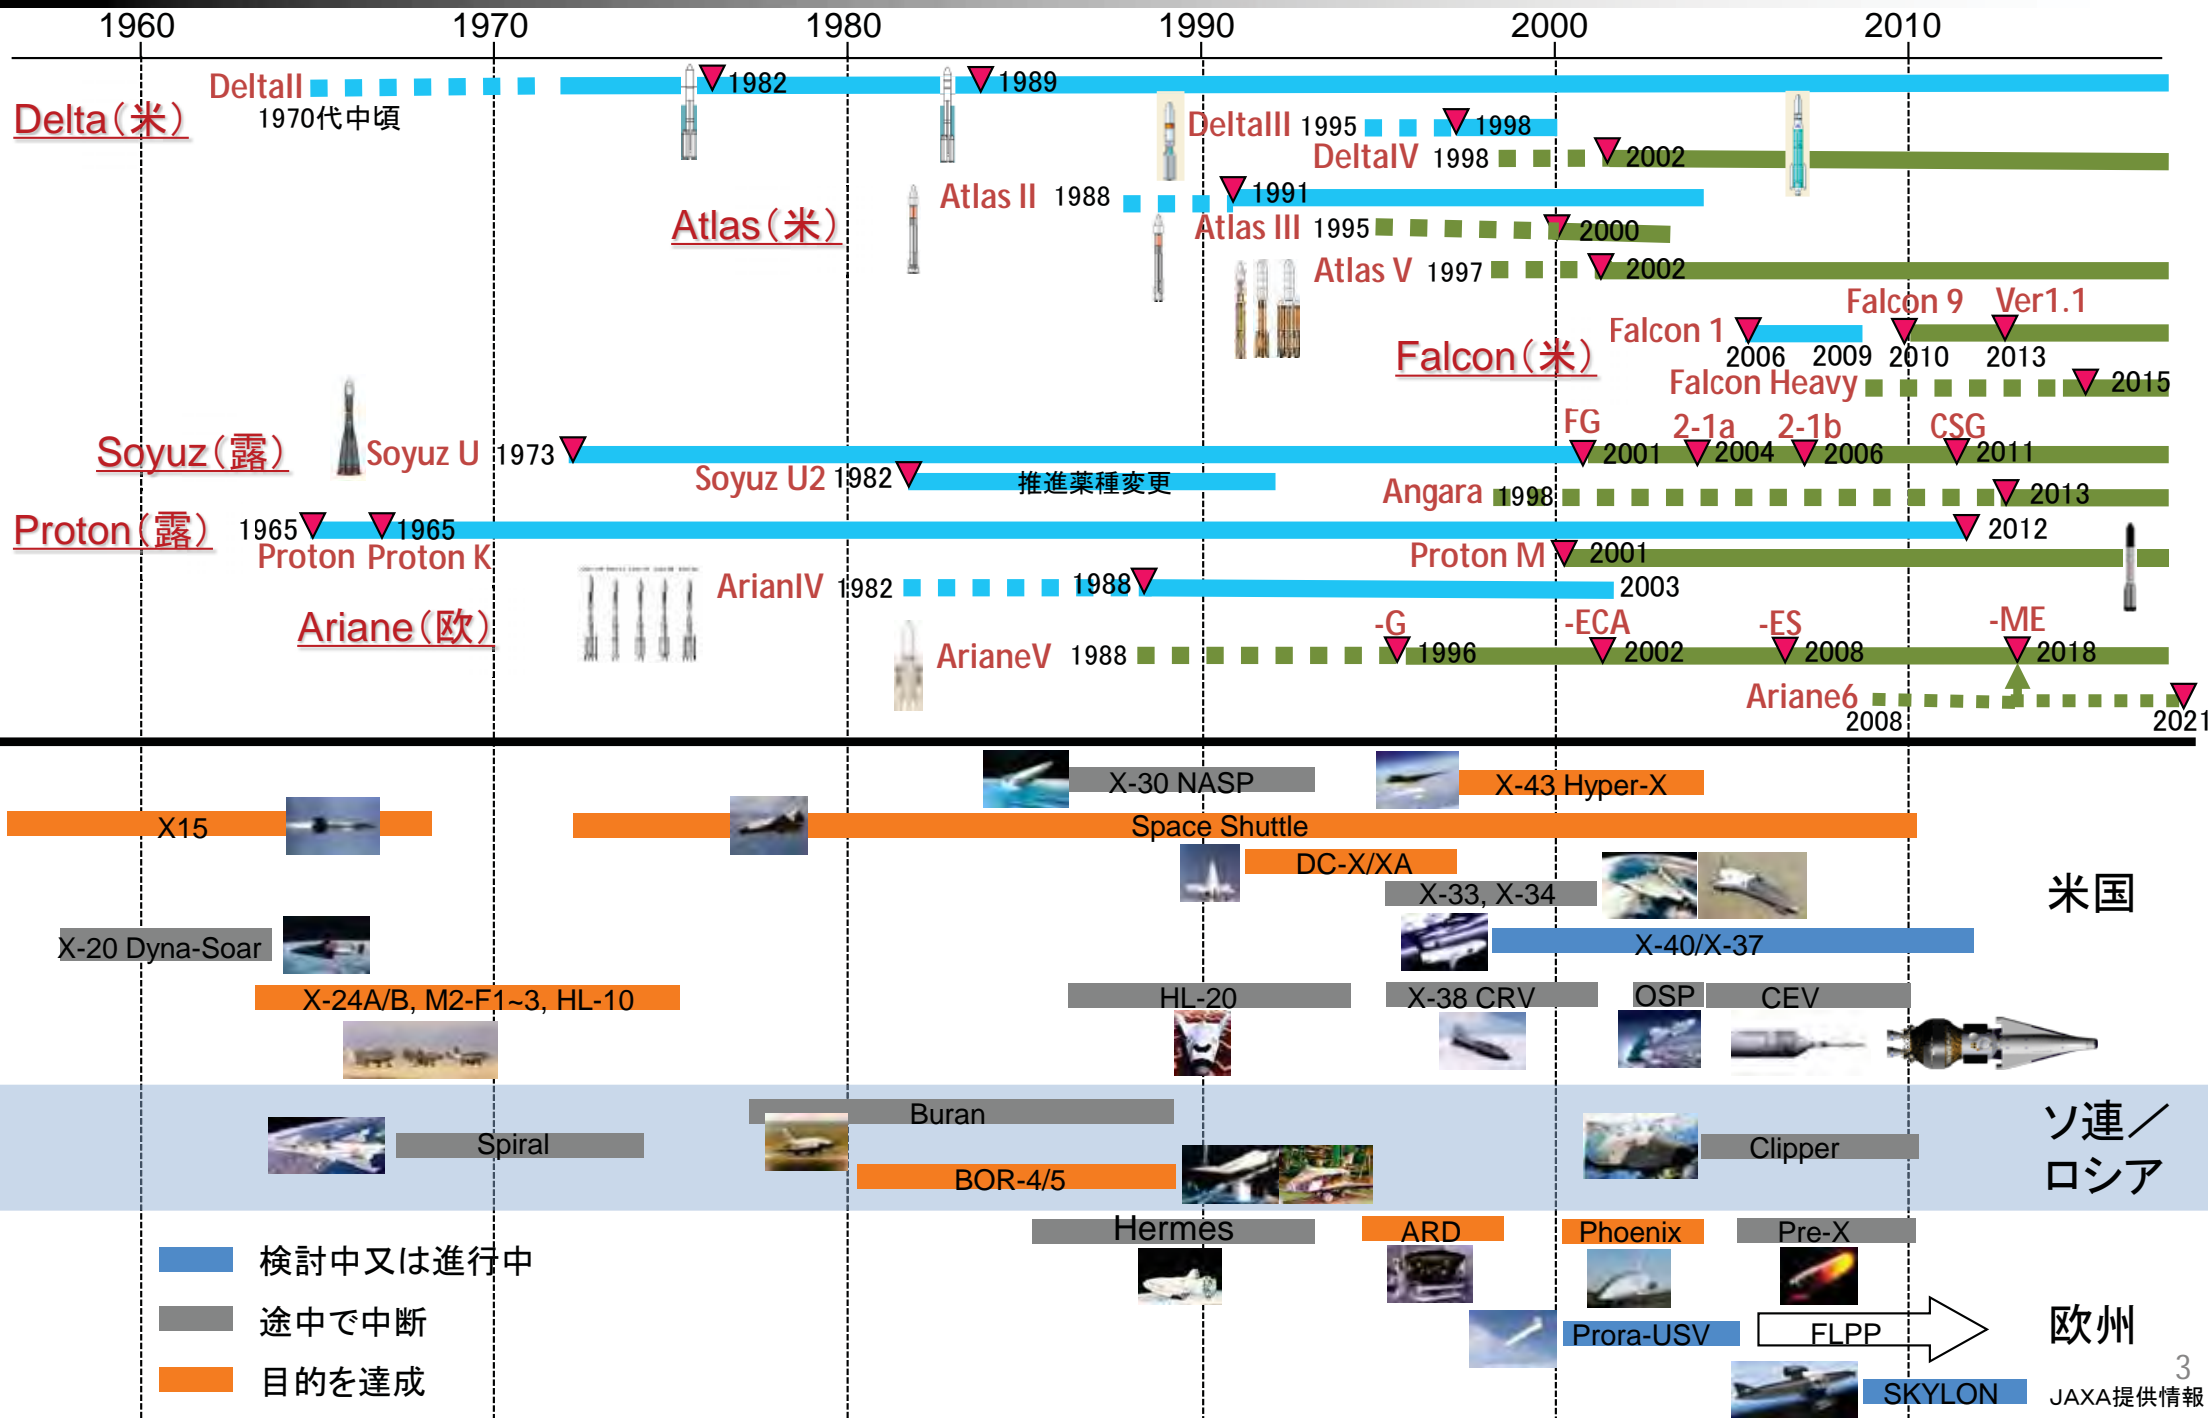 1960 1970 1980 1990 2000 2010
DeltaII 1982 1989
1970代中頃
Delta(米)
DeltaIII 1995 1998
DeltaIV 1998 2002
Atlas II 1988 1991
Atlas(米)
Atlas III 1995 2000
Atlas V 1997 2002
Falcon 9 Ver1.1
Falcon 1
2006 2009 2010 2013
Falcon(米)
Falcon Heavy 2015
FG 2-1a 2-1b CSG
Soyuz(露) Soyuz U 1973 2001 2004 2006 2011
Soyuz U2 1982 推進薬種変更
Angara 1998 2013
Proton(露) 1965 1965 2012
Proton Proton K
Proton M 2001
ArianIV 1982 1988 2003
Ariane(欧)
-G -ECA -ES -ME
ArianeV 1988 1996 2002 2008 2018
Ariane6
2008 2021
X-30 NASP X-43 Hyper-X
X15 Space Shuttle
DC-X/XA
X-33, X-34
米国
X-20 Dyna-Soar X-40/X-37
X-24A/B, M2-F1~3, HL-10 HL-20 X-38 CRV OSP CEV
Buran
ソ連／
ロシア
Spiral Clipper
BOR-4/5
Hermes ARD Phoenix Pre-X
検討中又は進行中
途中で中断
目的を達成
Prora-USV FLPP
欧州
SKYLON
3
JAXA提供情報